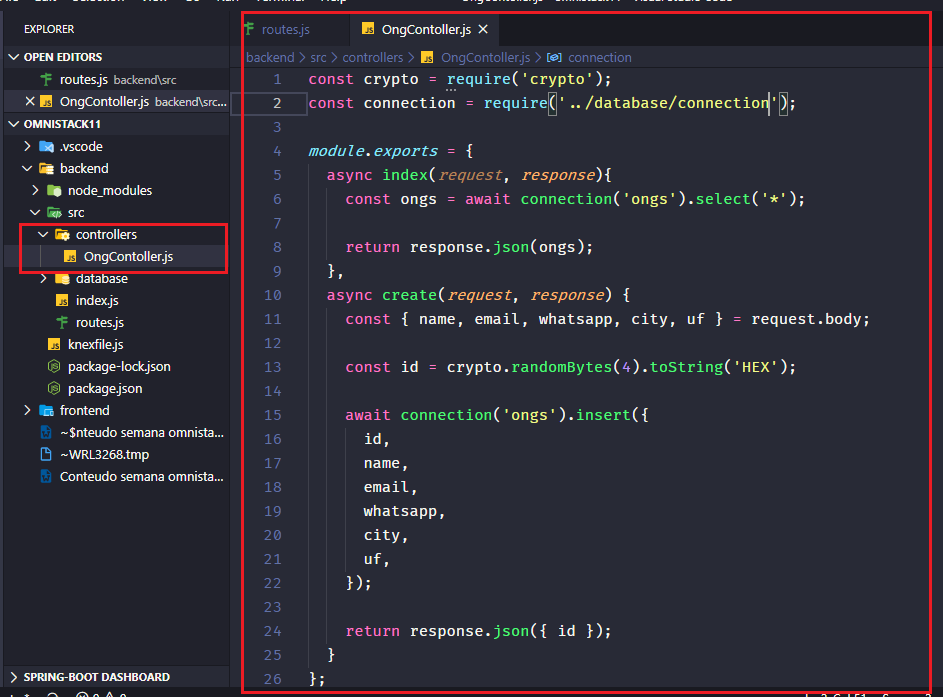 EXPLORER
OPEN EDITORS
routes.js backend\src
OngContoller.js backend\src...
OMNISTACK11
.vscode
backend
node_modules
src
controllers
OngContoller.js
database
index.js
routes.js
knexfile.js
package-lock.json
package.json
frontend
~$nteudo semana omnista...
~WRL3268.tmp
Conteudo semana omnista...
SPRING-BOOT DASHBOARD
routes.js
OngContoller.js
backend > src > controllers > OngContoller.js > connection
1 const crypto = require('crypto');
2 const connection = require('../database/connection');
3
4 module.exports = {
5 async index(request, response){
6 const ongs = await connection('ongs').select('*');
7
8 return response.json(ongs);
9 },
10 async create(request, response) {
11 const { name, email, whatsapp, city, uf } = request.body;
12
13 const id = crypto.randomBytes(4).toString('HEX');
14
15 await connection('ongs').insert({
16 id,
17 name,
18 email,
19 whatsapp,
20 city,
21 uf,
22 });
23
24 return response.json({ id });
25 }
26 };